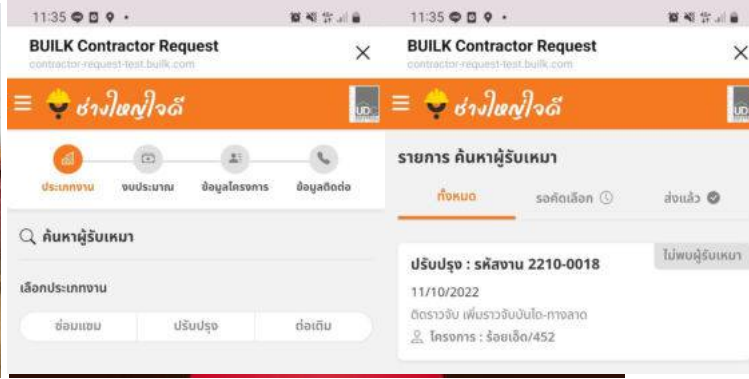 11:35
BUILK Contractor Request
contractor-request-test.builk.com
ช่างใหญ่ใจดี
ประเภทงาน
งบประมาณ
ข้อมูลโครงการ
ข้อมูลติดต่อ
ค้นหาผู้รับเหมา
เลือกประเภทงาน
ซ่อมแซม
ปรับปรุง
ต่อเติม
11:35
BUILK Contractor Request
contractor-request-test.builk.com
ช่างใหญ่ใจดี
รายการ ค้นหาผู้รับเหมา
ทั้งหมด
รอคัดเลือก
ส่งแล้ว
ไม่พบผู้รับเหมา
ปรับปรุง : รหัสงาน 2210-0018
11/10/2022
ติดราวจับ เพิ่มราวจับบันได-ทางลาด
โครงการ : ร้อยเอ็ด/452